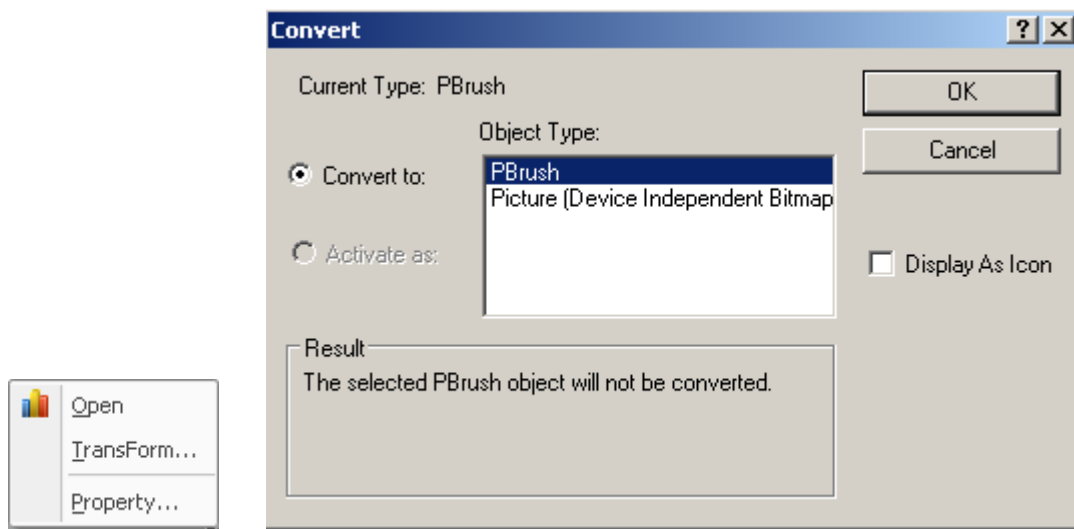 Convert
Current Type: PBrush
OK
Object Type:
Cancel
Convert to:
PBrush
Picture (Device Independent Bitmap
Activate as:
Display As Icon
Result
The selected PBrush object will not be converted.
Open
TransForm...
Property...